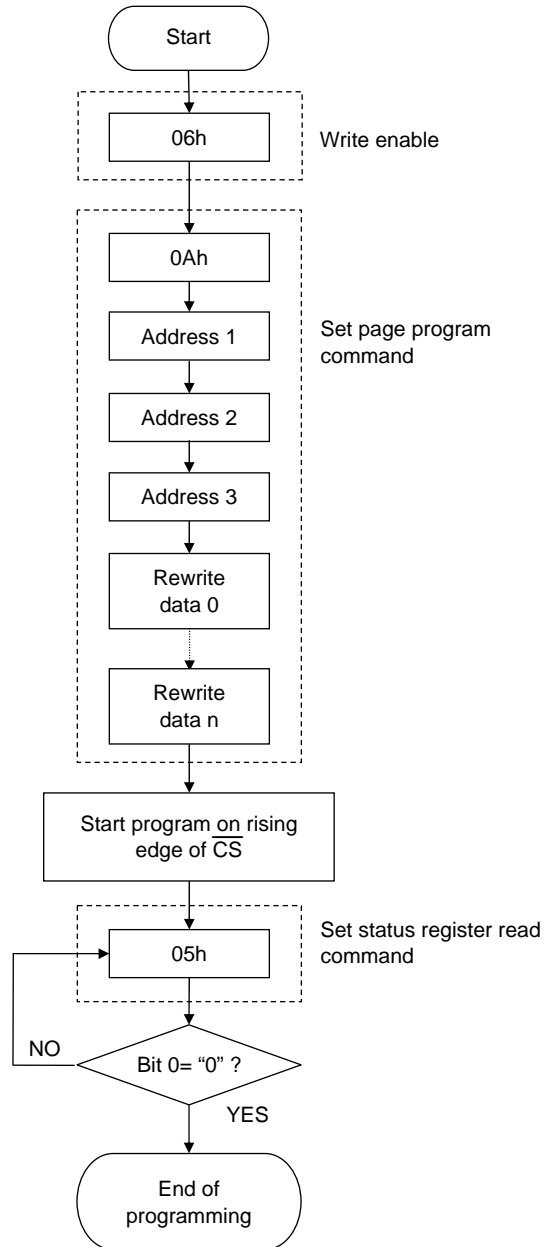 Start
06h
Write enable
0Ah
Address 1
Set page program
command
Address 2
Address 3
Rewrite
data 0
Rewrite
data n
Start program on rising
edge of C̅S̅
Set status register read
command
05h
NO
Bit 0= “0” ?
YES
End of
programming